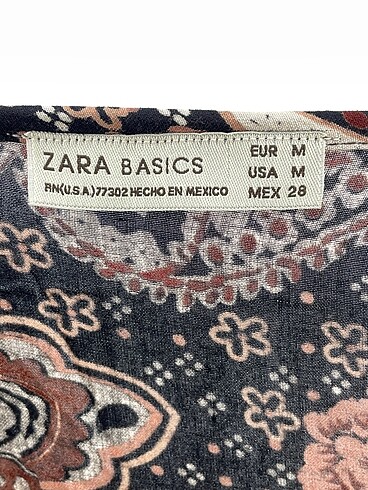 ZARA BASICS
RN(U.S.A.)77302 HECHO EN MEXICO
EUR M
USA M
MEX 28